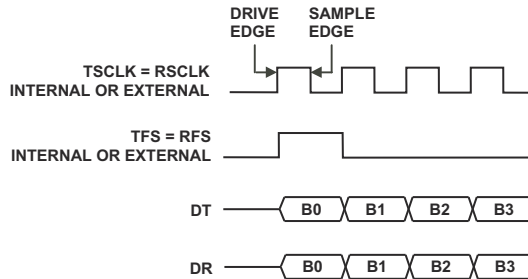 DRIVE EDGE
SAMPLE EDGE
TSCLK = RSCLK
INTERNAL OR EXTERNAL
TFS = RFS
INTERNAL OR EXTERNAL
DT B0 B1 B2 B3
DR B0 B1 B2 B3